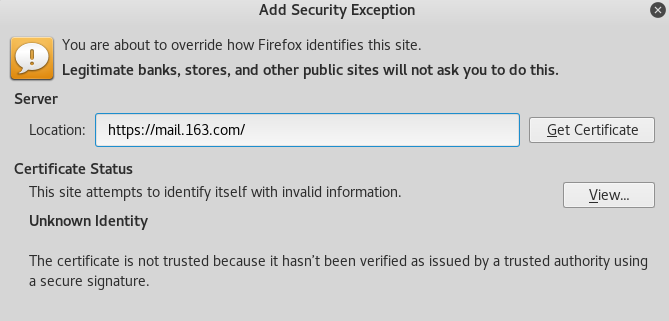 Add Security Exception
You are about to override how Firefox identifies this site.
Legitimate banks, stores, and other public sites will not ask you to do this.
Server
Location: https://mail.163.com/ Get Certificate
Certificate Status
This site attempts to identify itself with invalid information. View...
Unknown Identity
The certificate is not trusted because it hasn't been verified as issued by a trusted authority using
a secure signature.